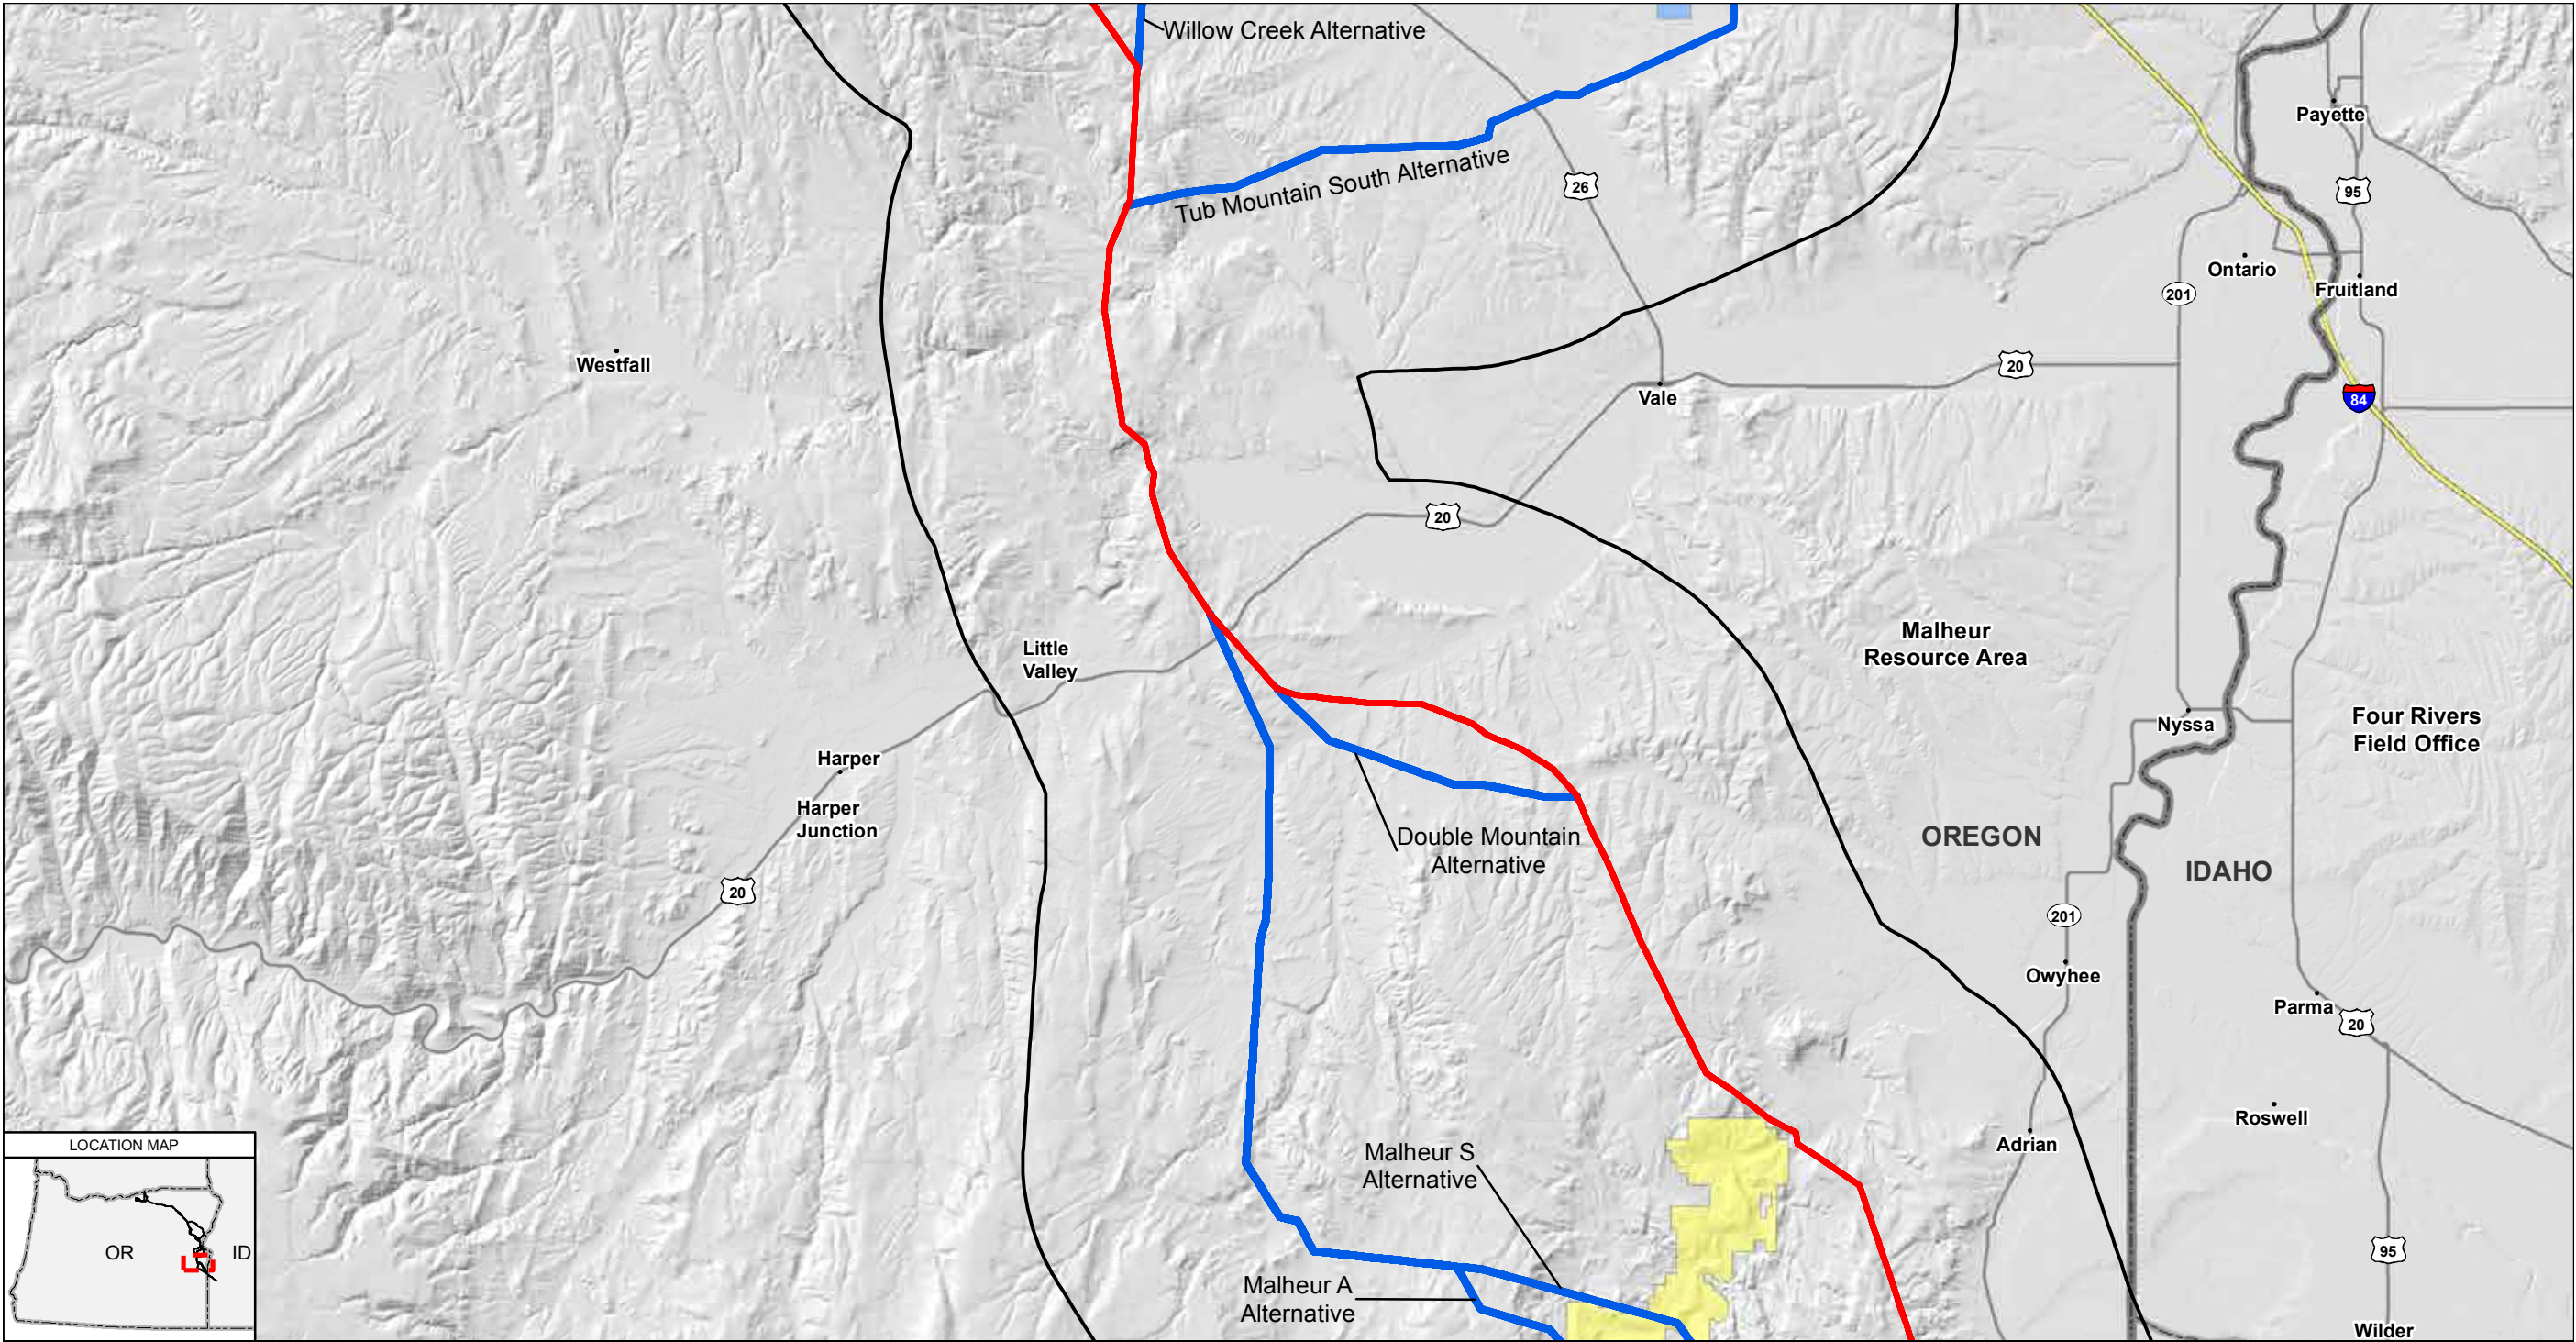 Willow Creek Alternative
Tub Mountain South Alternative
26
Payette
95
Ontario
201
Fruitland
Westfall
20
Vale
84
20
Malheur
Resource Area
Little
Valley
Nyssa
Four Rivers
Field Office
Harper
Harper
Junction
Double Mountain
Alternative
OREGON
IDAHO
20
201
Owyhee
Parma
20
Roswell
Adrian
LOCATION MAP
OR
ID
Malheur S
Alternative
95
Malheur A
Alternative
Wilder